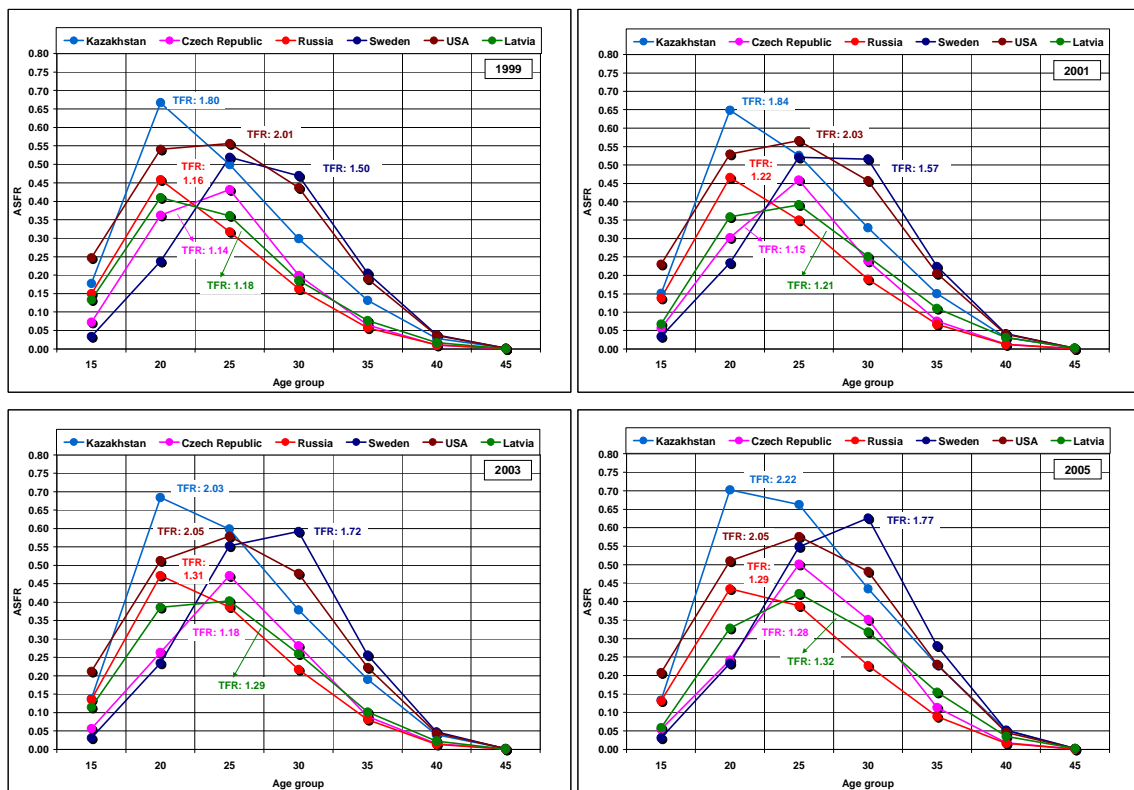 Kazakhstan Czech Republic Russia Sweden USA Latvia
1999
0.80
0.75
0.70
0.65
0.60
0.55
0.50
0.45
0.40
0.35
0.30
0.25
0.20
0.15
0.10
0.05
0.00
ASFR
TFR: 1.80
TFR: 2.01
TFR:
1.16
TFR: 1.50
TFR: 1.14
TFR: 1.18
15 20 25 30 35 40 45
Age group
Kazakhstan Czech Republic Russia Sweden USA Latvia
2001
0.80
0.75
0.70
0.65
0.60
0.55
0.50
0.45
0.40
0.35
0.30
0.25
0.20
0.15
0.10
0.05
0.00
ASFR
TFR: 1.84
TFR: 2.03
TFR:
1.22
TFR: 1.57
TFR: 1.15
TFR: 1.21
15 20 25 30 35 40 45
Age group
Kazakhstan Czech Republic Russia Sweden USA Latvia
2003
0.80
0.75
0.70
0.65
0.60
0.55
0.50
0.45
0.40
0.35
0.30
0.25
0.20
0.15
0.10
0.05
0.00
ASFR
TFR: 2.03
TFR: 2.05
TFR: 1.72
TFR:
1.31
TFR: 1.18
TFR: 1.29
15 20 25 30 35 40 45
Age group
Kazakhstan Czech Republic Russia Sweden USA Latvia
2005
0.80
0.75
0.70
0.65
0.60
0.55
0.50
0.45
0.40
0.35
0.30
0.25
0.20
0.15
0.10
0.05
0.00
ASFR
TFR: 2.22
TFR: 1.77
TFR: 2.05
TFR:
1.29
TFR: 1.28
TFR: 1.32
15 20 25 30 35 40 45
Age group